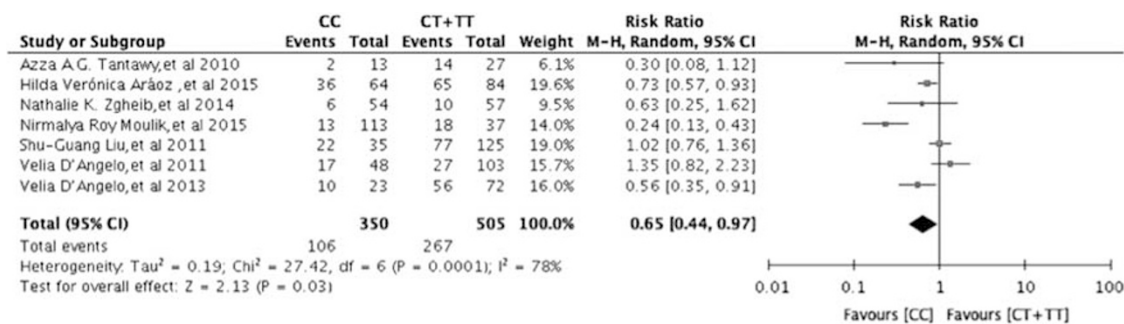 CC CT+TT Risk Ratio Risk Ratio
Study or Subgroup Events Total Events Total Weight M-H, Random, 95% CI M-H, Random, 95% CI
Azza A.G. Tantawy,et al 2010 2 13 14 27 6.1% 0.30 [0.08, 1.12]
Hilda Verónica Aráoz ,et al 2015 36 64 65 84 19.6% 0.73 [0.57, 0.93]
Nathalie K. Zgheib,et al 2014 6 54 10 57 9.5% 0.63 [0.25, 1.62]
Nirmalya Roy Moulik,et al 2015 13 113 18 37 14.0% 0.24 [0.13, 0.43]
Shu-Guang Liu,et al 2011 22 35 77 125 19.0% 1.02 [0.76, 1.36]
Velia D'Angelo,et al 2011 17 48 27 103 15.7% 1.35 [0.82, 2.23]
Velia D'Angelo,et al 2013 10 23 56 72 16.0% 0.56 [0.35, 0.91]
Total (95% CI) 350 505 100.0% 0.65 [0.44, 0.97]
Total events 106 267
Heterogeneity: Tau² = 0.19; Chi² = 27.42, df = 6 (P = 0.0001); I² = 78%
Test for overall effect: Z = 2.13 (P = 0.03)
0.01 0.1 1 10 100
Favours [CC] Favours [CT+TT]